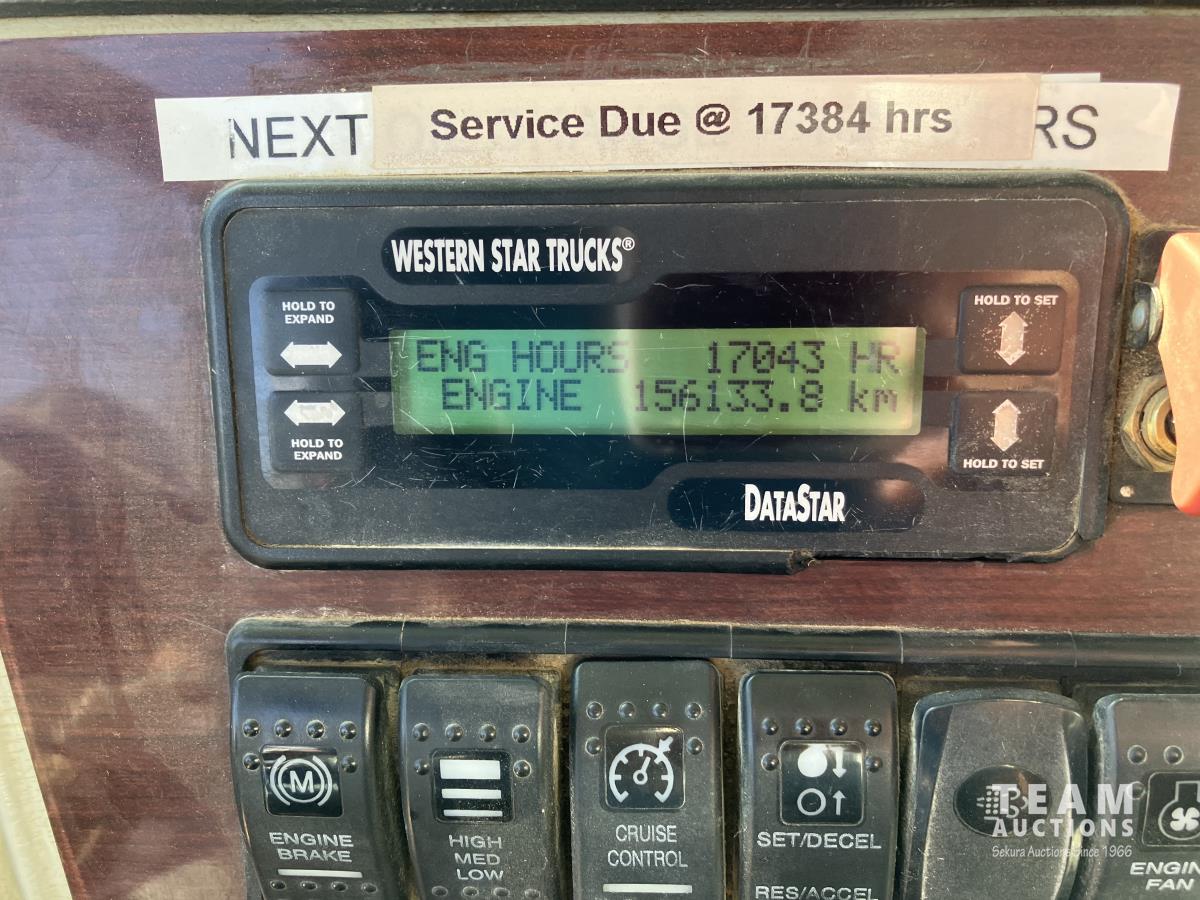 NEXT Service Due @ 17384 hrs RS
WESTERN STAR TRUCKS®
HOLD TO
EXPAND
HOLD TO SET
ENG HOURS 17043 HR
ENGINE 156133.8 km
HOLD TO
EXPAND
HOLD TO SET
DATASTAR
ENGINE
BRAKE
HIGH
MED
LOW
CRUISE
CONTROL
SET/DECEL
RES/ACCEL
ENGIN
FAN
M
TEAM
AUCTIONS
Sekura Auctions since 1966